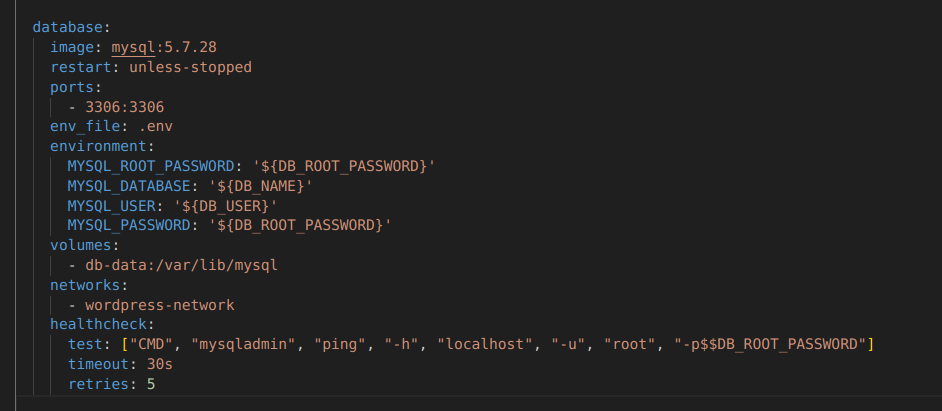 database:
  image: mysql:5.7.28
  restart: unless-stopped
  ports:
    - 3306:3306
  env_file: .env
  environment:
    MYSQL_ROOT_PASSWORD: '${DB_ROOT_PASSWORD}'
    MYSQL_DATABASE: '${DB_NAME}'
    MYSQL_USER: '${DB_USER}'
    MYSQL_PASSWORD: '${DB_ROOT_PASSWORD}'
  volumes:
    - db-data:/var/lib/mysql
  networks:
    - wordpress-network
  healthcheck:
    test: ["CMD", "mysqladmin", "ping", "-h", "localhost", "-u", "root", "-p$$DB_ROOT_PASSWORD"]
    timeout: 30s
    retries: 5